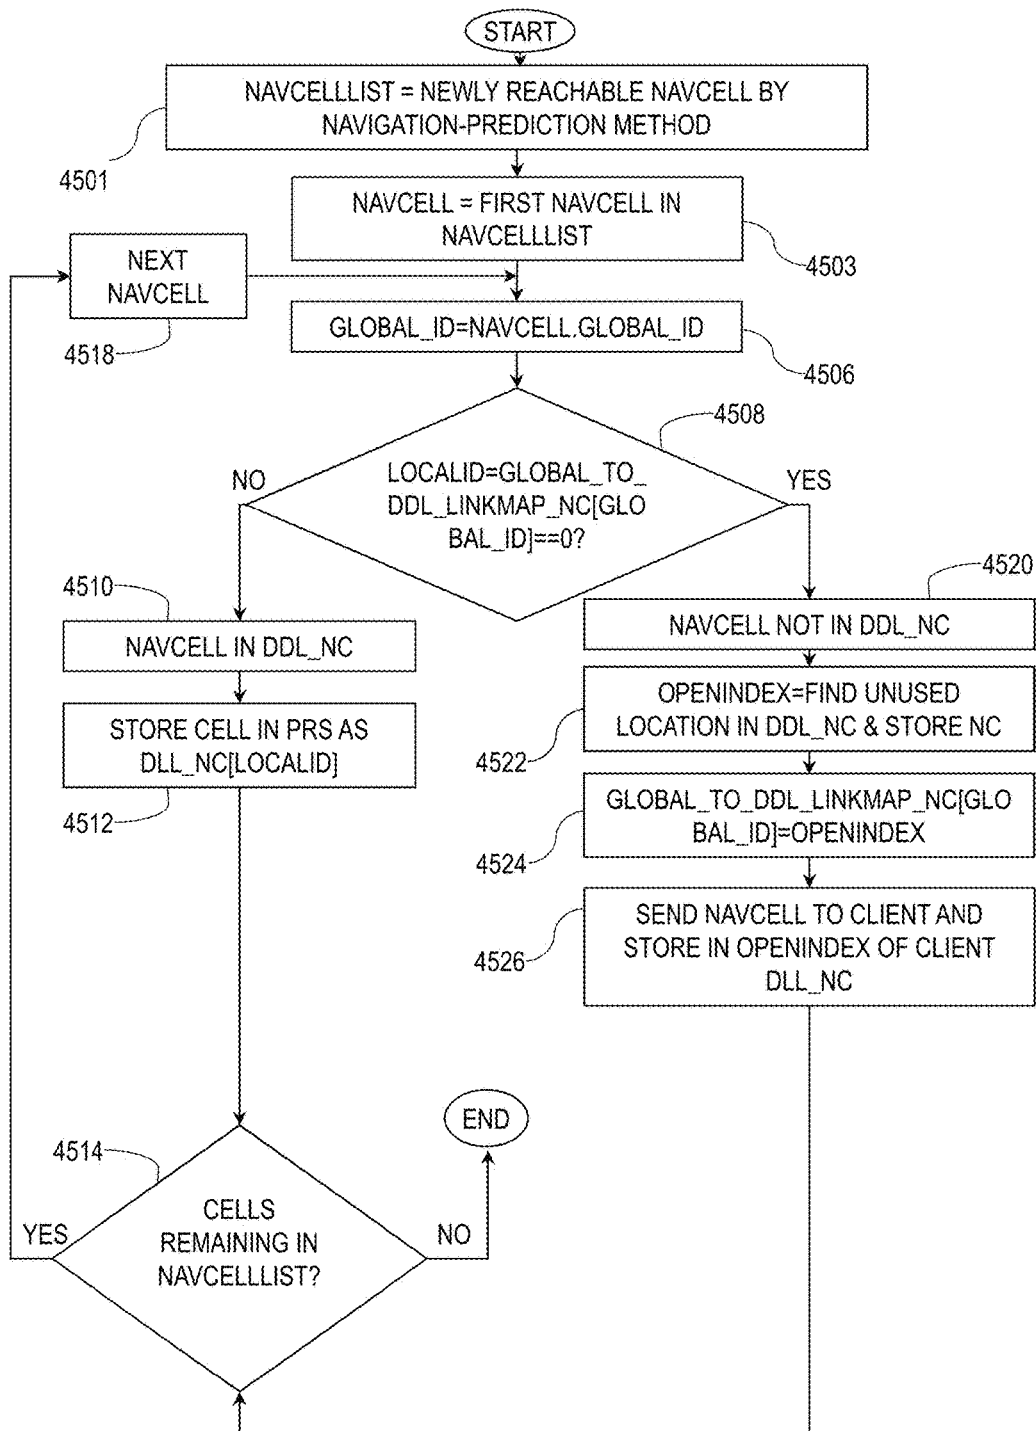 START
NAVCELLLIST = NEWLY REACHABLE NAVCELL BY
NAVIGATION-PREDICTION METHOD
4501
NAVCELL = FIRST NAVCELL IN
NAVCELLLIST
4503
NEXT
NAVCELL
4518
GLOBAL_ID=NAVCELL.GLOBAL_ID
4506
4508
NO
LOCALID=GLOBAL_TO_
DDL_LINKMAP_NC[GLO
BAL_ID]==0?
YES
4510
NAVCELL IN DDL_NC
STORE CELL IN PRS AS
DLL_NC[LOCALID]
4512
4520
NAVCELL NOT IN DDL_NC
OPENINDEX=FIND UNUSED
LOCATION IN DDL_NC & STORE NC
4522
GLOBAL_TO_DDL_LINKMAP_NC[GLO
BAL_ID]=OPENINDEX
4524
SEND NAVCELL TO CLIENT AND
STORE IN OPENINDEX OF CLIENT
DLL_NC
4526
END
4514
YES
CELLS
REMAINING IN
NAVCELLLIST?
NO